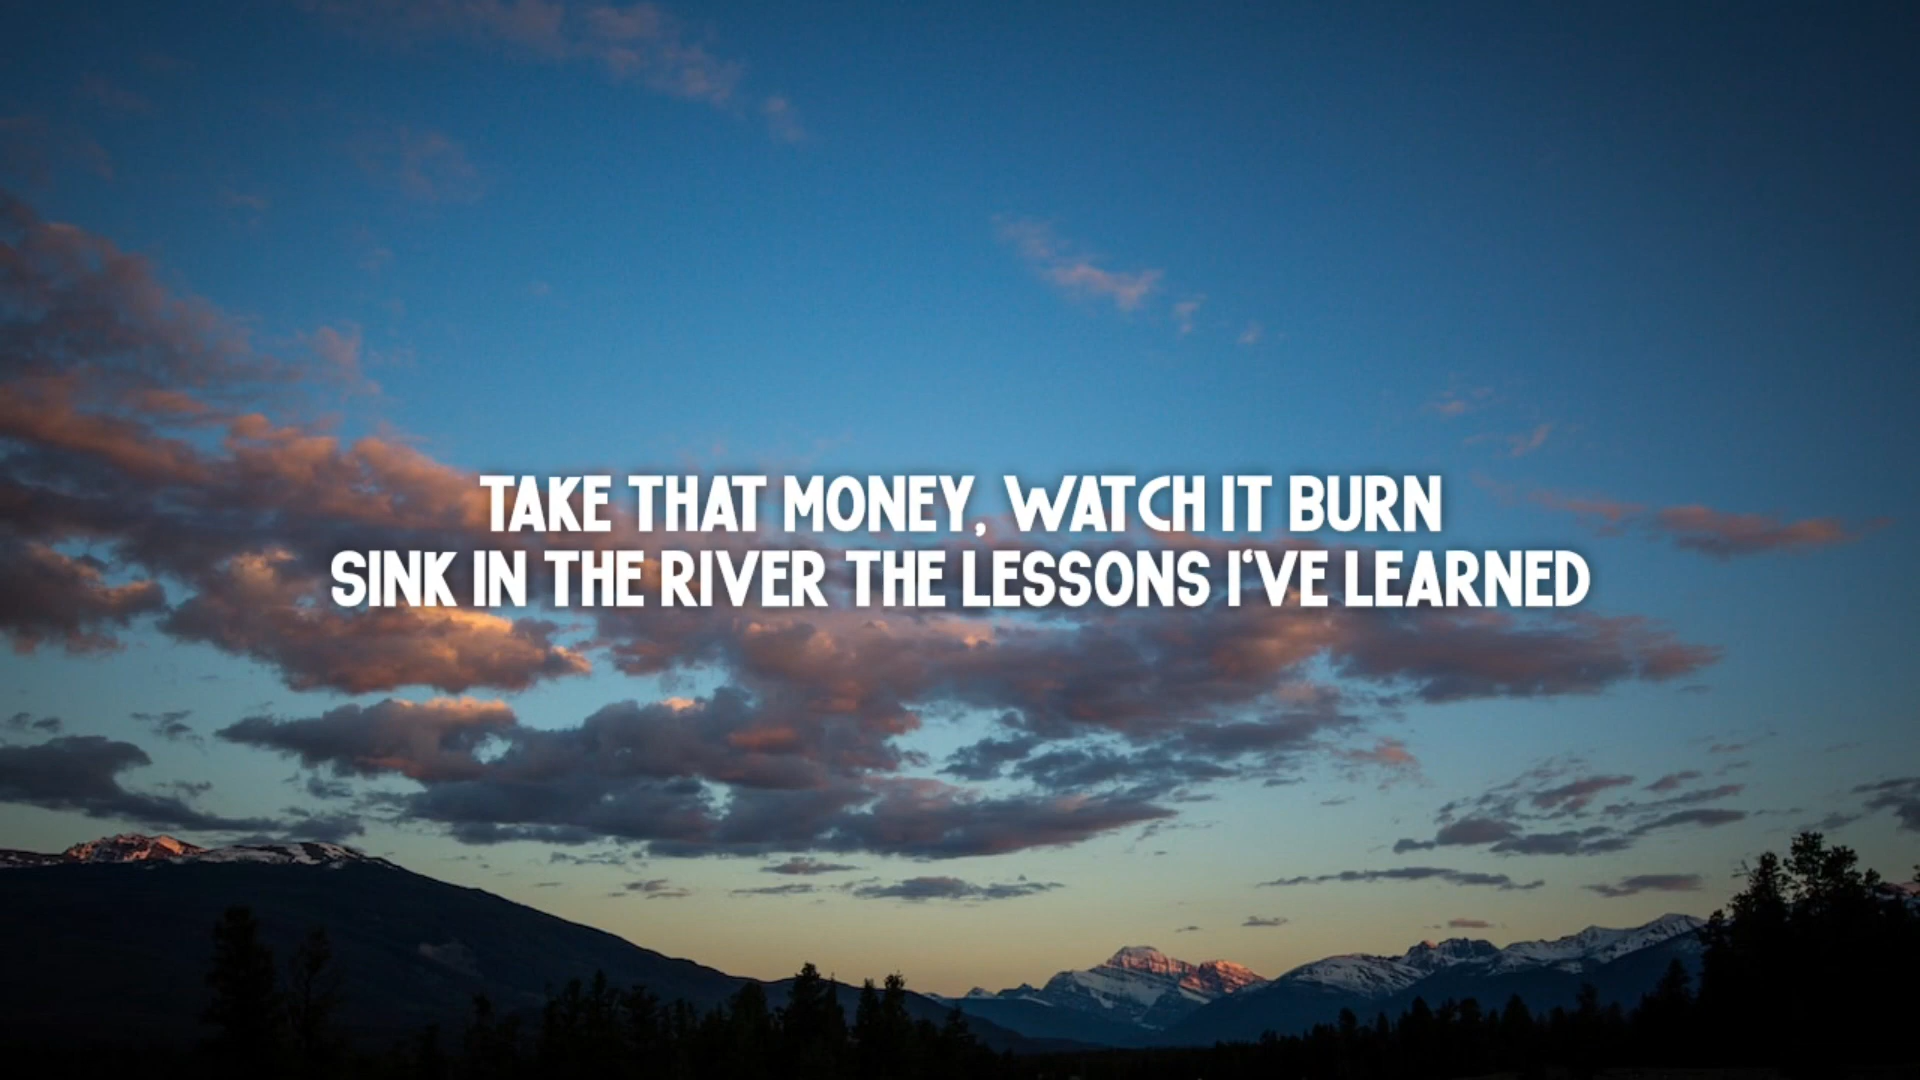 TAKE THAT MONEY, WATCH IT BURN
SINK IN THE RIVER THE LESSONS I'VE LEARNED